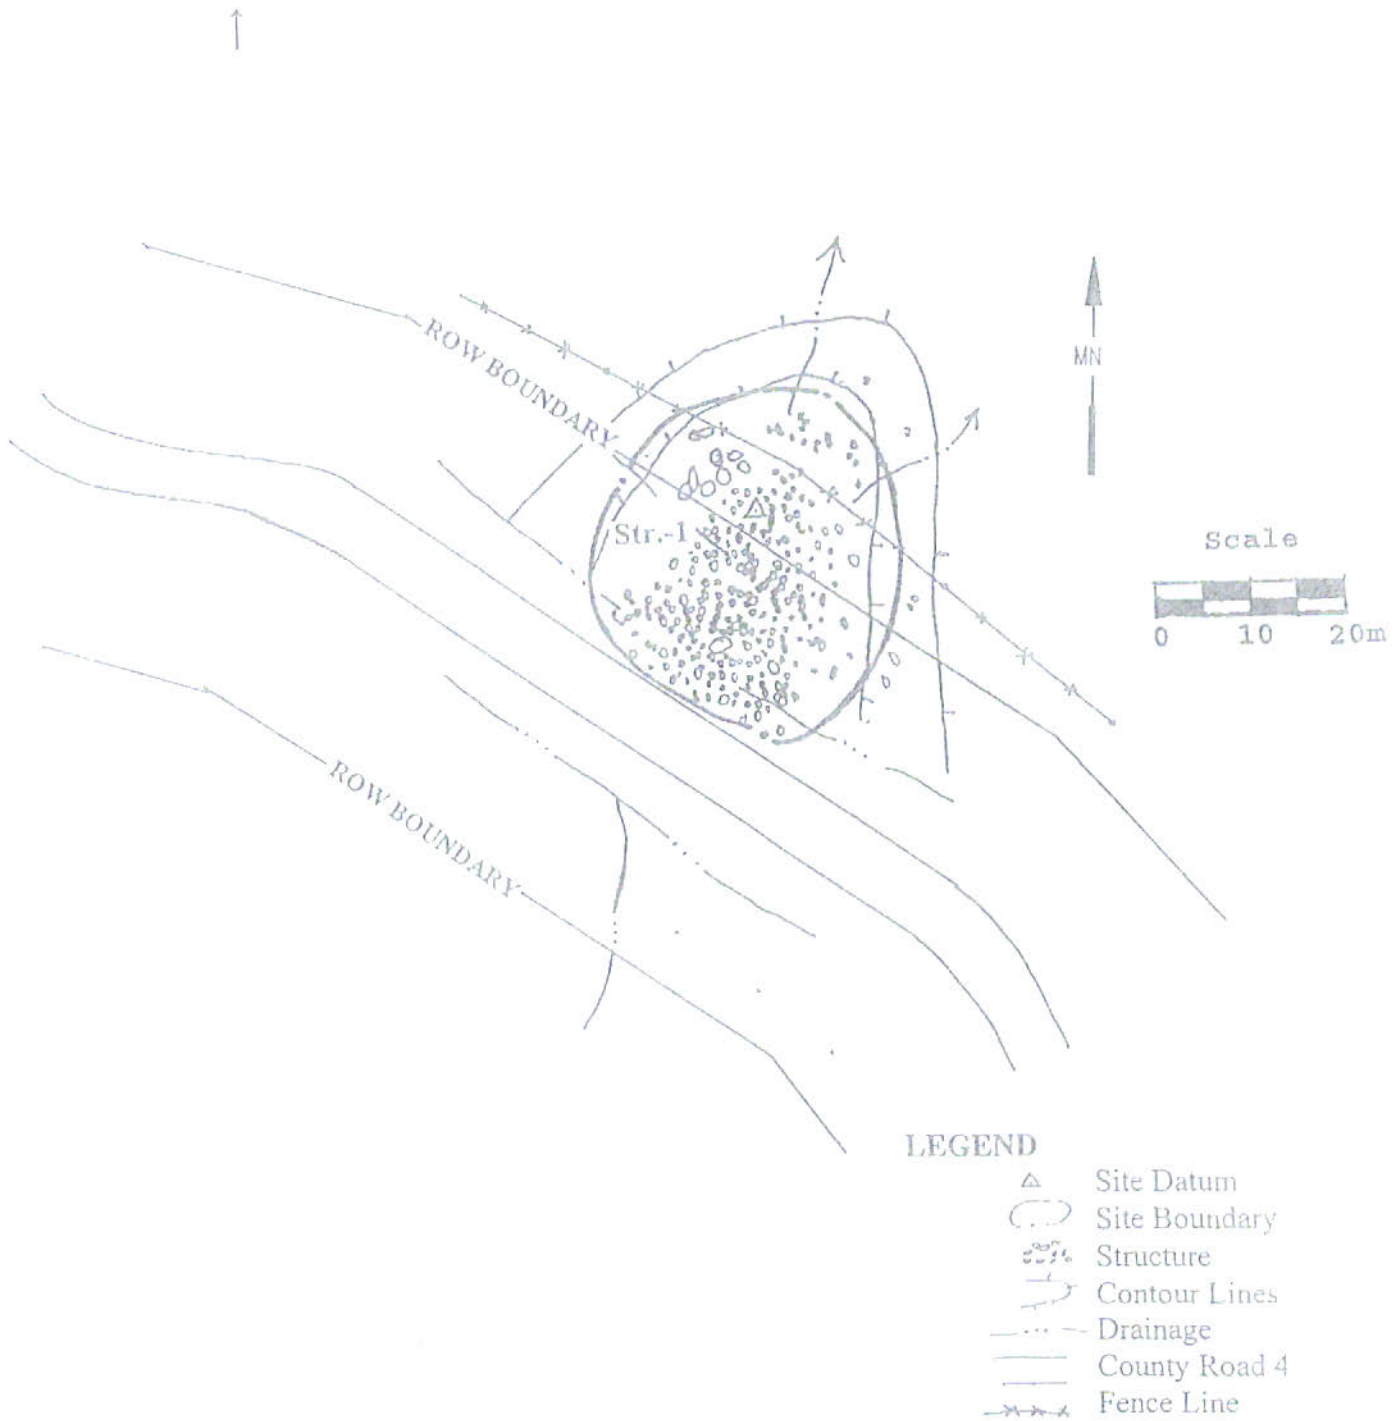 ROW BOUNDARY
MN
Str.-1
Scale
0 10 20m
ROW BOUNDARY
LEGEND
Site Datum
Site Boundary
Structure
Contour Lines
Drainage
County Road 4
Fence Line